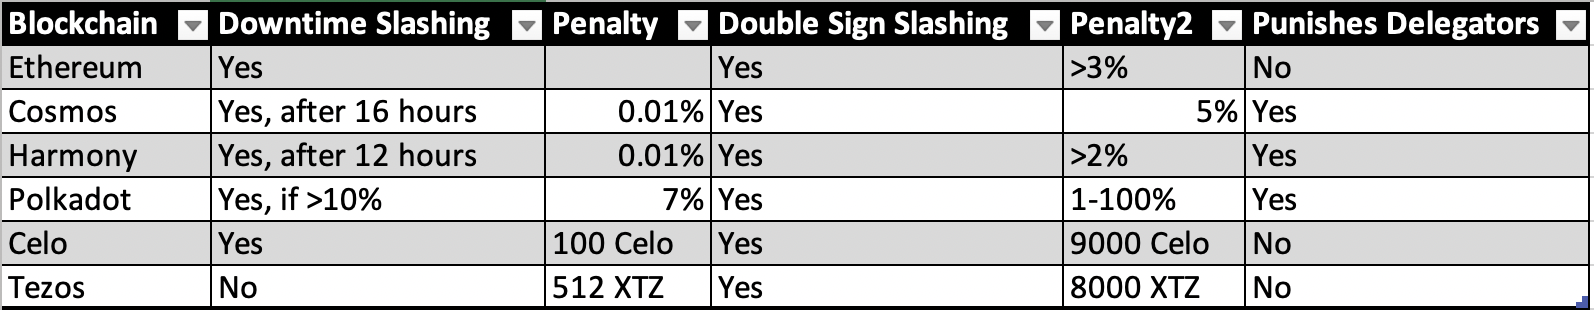 Blockchain Downtime Slashing Penalty Double Sign Slashing Penalty2 Punishes Delegators
Ethereum Yes Yes >3% No
Cosmos Yes, after 16 hours 0.01% Yes 5% Yes
Harmony Yes, after 12 hours 0.01% Yes >2% Yes
Polkadot Yes, if >10% 7% Yes 1-100% Yes
Celo Yes 100 Celo Yes 9000 Celo No
Tezos No 512 XTZ Yes 8000 XTZ No